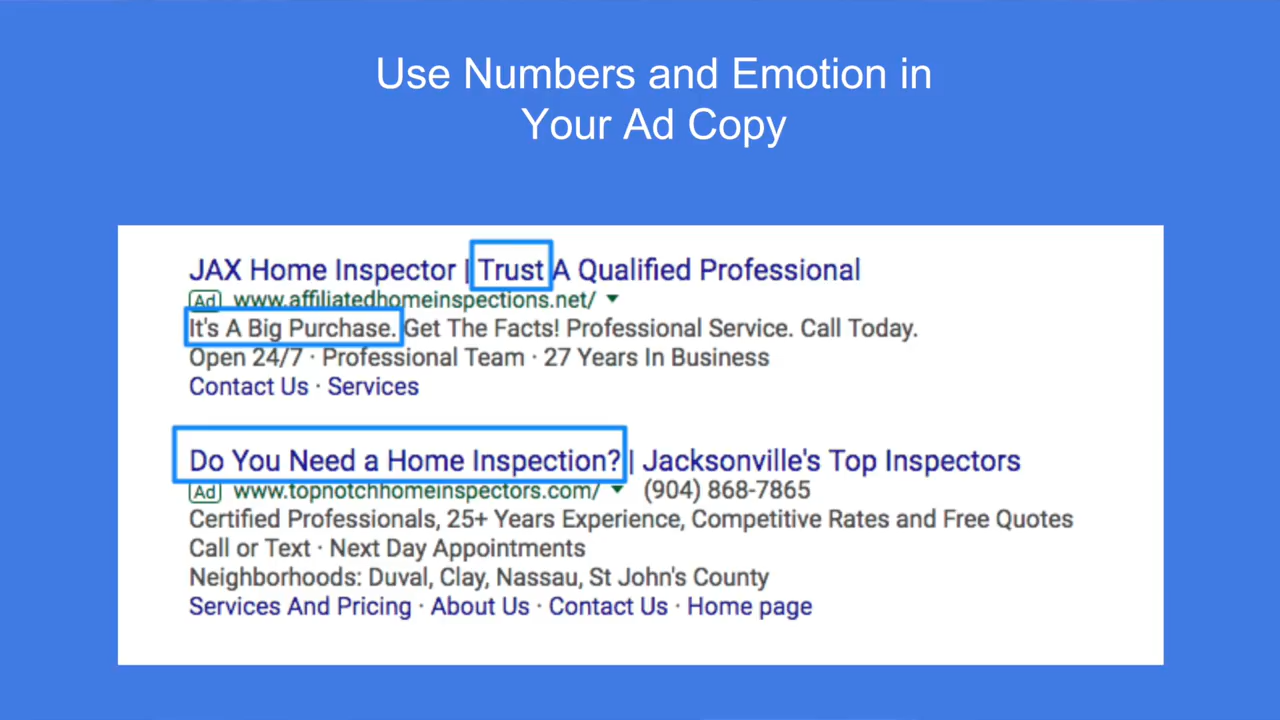 Use Numbers and Emotion in
Your Ad Copy
JAX Home Inspector | Trust A Qualified Professional
Ad www.affiliatedhomeinspections.net/
It's A Big Purchase. Get The Facts! Professional Service. Call Today.
Open 24/7 · Professional Team · 27 Years In Business
Contact Us · Services
Do You Need a Home Inspection? | Jacksonville's Top Inspectors
Ad www.topnotchhomeinspectors.com/ (904) 868-7865
Certified Professionals, 25+ Years Experience, Competitive Rates and Free Quotes
Call or Text · Next Day Appointments
Neighborhoods: Duval, Clay, Nassau, St John's County
Services And Pricing · About Us · Contact Us · Home page